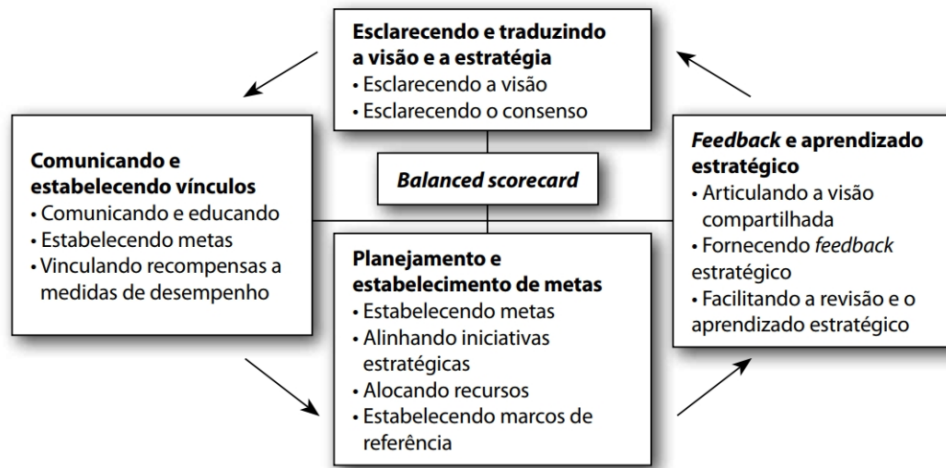 Esclarecendo e traduzindo
a visão e a estratégia
• Esclarecendo a visão
• Esclarecendo o consenso
Comunicando e
estabelecendo vínculos
• Comunicando e educando
• Estabelecendo metas
• Vinculando recompensas a
medidas de desempenho
Balanced scorecard
Feedback e aprendizado
estratégico
• Articulando a visão
compartilhada
• Fornecendo feedback
estratégico
• Facilitando a revisão e o
aprendizado estratégico
Planejamento e
estabelecimento de metas
• Estabelecendo metas
• Alinhando iniciativas
estratégicas
• Alocando recursos
• Estabelecendo marcos de
referência